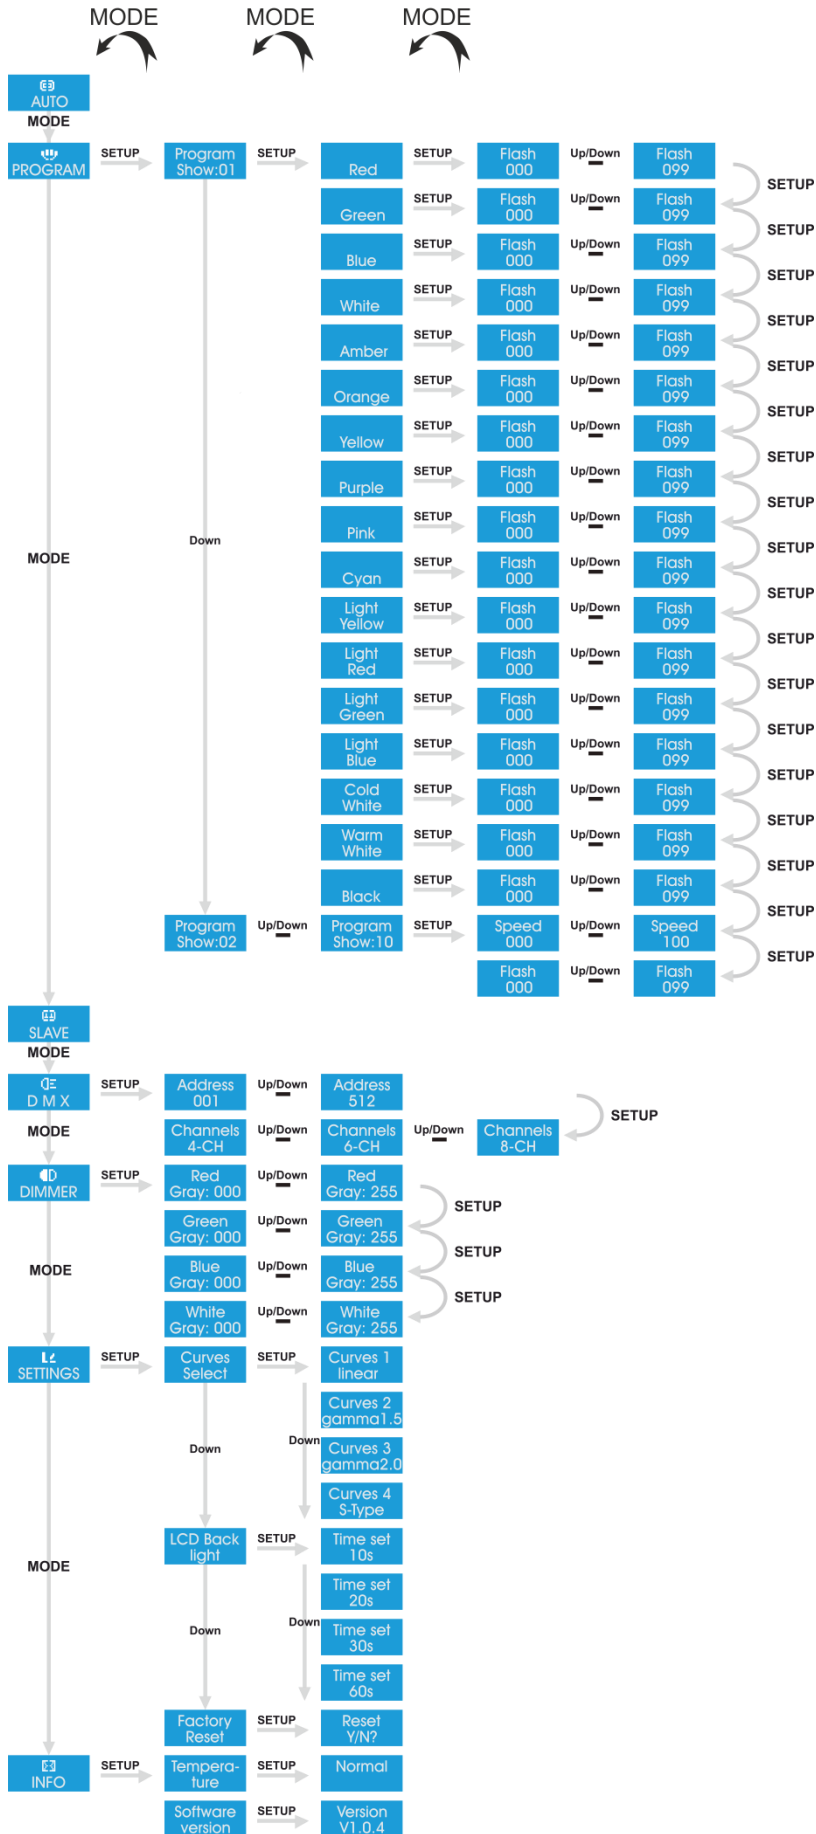 MODE MODE MODE
AUTO
MODE
PROGRAM SETUP Program Show:01 SETUP Red SETUP Flash 000 Up/Down Flash 099
SETUP
Green SETUP Flash 000 Up/Down Flash 099
SETUP
Blue SETUP Flash 000 Up/Down Flash 099
SETUP
White SETUP Flash 000 Up/Down Flash 099
SETUP
Amber SETUP Flash 000 Up/Down Flash 099
SETUP
Orange SETUP Flash 000 Up/Down Flash 099
SETUP
Yellow SETUP Flash 000 Up/Down Flash 099
SETUP
Purple SETUP Flash 000 Up/Down Flash 099
SETUP
Pink SETUP Flash 000 Up/Down Flash 099
Down
SETUP
MODE
Cyan SETUP Flash 000 Up/Down Flash 099
SETUP
Light Yellow SETUP Flash 000 Up/Down Flash 099
SETUP
Light Red SETUP Flash 000 Up/Down Flash 099
SETUP
Light Green SETUP Flash 000 Up/Down Flash 099
SETUP
Light Blue SETUP Flash 000 Up/Down Flash 099
SETUP
Cold White SETUP Flash 000 Up/Down Flash 099
SETUP
Warm White SETUP Flash 000 Up/Down Flash 099
SETUP
Black SETUP Flash 000 Up/Down Flash 099
SETUP
Program Show:02 Up/Down Program Show:10 SETUP Speed 000 Up/Down Speed 100
SETUP
Flash 000 Up/Down Flash 099
SLAVE
MODE
D M X SETUP Address 001 Up/Down Address 512
SETUP
MODE
Channels 4-CH Up/Down Channels 6-CH Up/Down Channels 8-CH
DIMMER SETUP Red Gray: 000 Up/Down Red Gray: 255
SETUP
Green Gray: 000 Up/Down Green Gray: 255
SETUP
MODE
Blue Gray: 000 Up/Down Blue Gray: 255
SETUP
White Gray: 000 Up/Down White Gray: 255
SETTINGS SETUP Curves Select SETUP Curves 1 linear
Curves 2 gamma1.5
Down Down
Curves 3 gamma2.0
Curves 4 S-Type
LCD Back light SETUP Time set 10s
MODE
Time set 20s
Down Down
Time set 30s
Time set 60s
Factory Reset SETUP Reset Y/N?
INFO SETUP Tempera-ture SETUP Normal
Software version SETUP Version V1.0.4